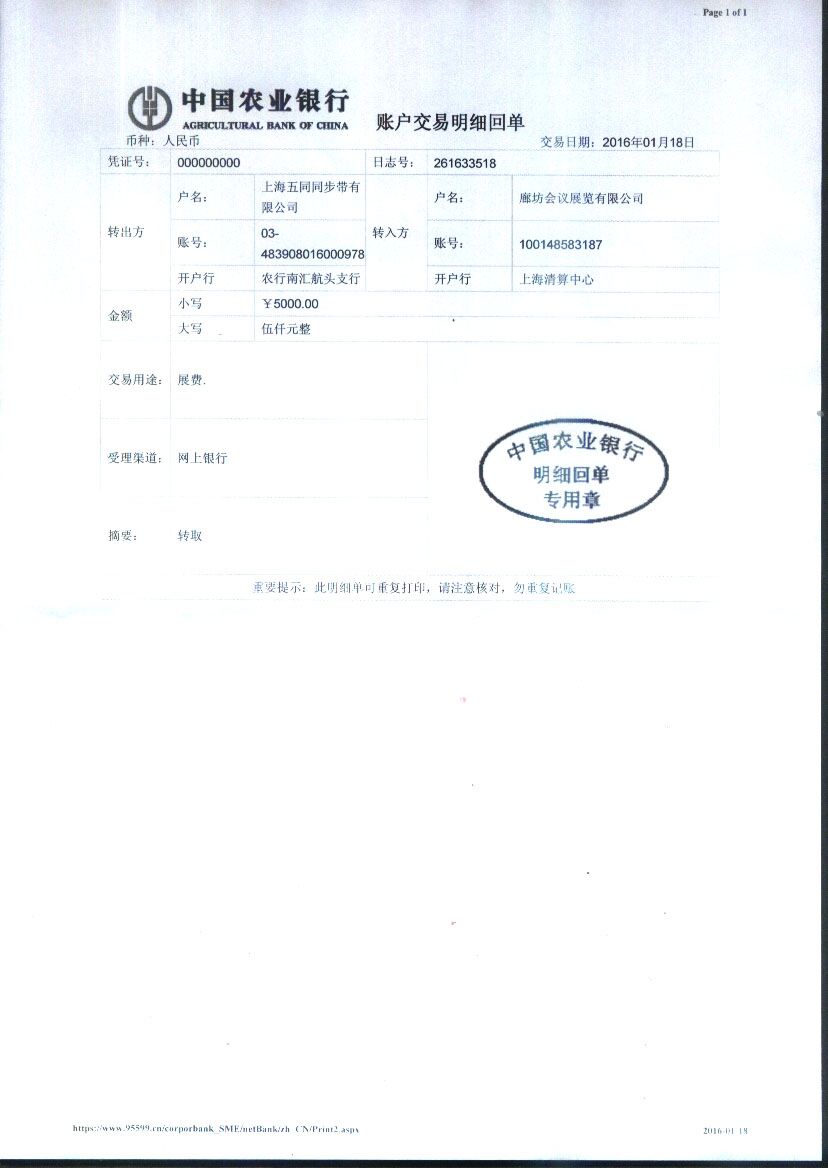 Page 1 of 1
中国农业银行
AGRICULTURAL BANK OF CHINA
账户交易明细回单
币种：人民币
交易日期：2016年01月18日
凭证号：
000000000
日志号：
261633518
转出方
户名：
上海五同同步带有
限公司
账号：
03-
483908016000978
开户行
农行南汇航头支行
转入方
户名：
廊坊会议展览有限公司
账号：
100148583187
开户行
上海清算中心
金额
小写
￥5000.00
大写
伍仟元整
交易用途：
展费.
受理渠道：
网上银行
中国农业银行
明细回单
专用章
摘要：
转取
重要提示：此明细单可重复打印，请注意核对，勿重复记账
https://www.95599.cn/corporbank_SME/netBank/zh_CN/Print2.aspx
2016-01-18